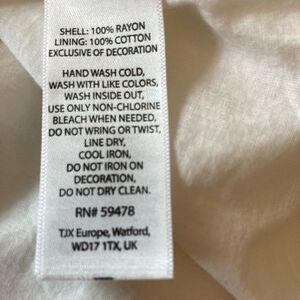 SHELL: 100% RAYON
LINING: 100% COTTON
EXCLUSIVE OF DECORATION
HAND WASH COLD,
WASH WITH LIKE COLORS,
WASH INSIDE OUT,
USE ONLY NON-CHLORINE
BLEACH WHEN NEEDED,
DO NOT WRING OR TWIST,
LINE DRY,
COOL IRON,
DO NOT IRON ON
DECORATION,
DO NOT DRY CLEAN.
RN# 59478
TJX Europe, Watford,
WD17 1TX, UK